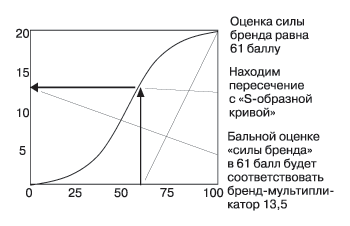 Оценка силы
бренда равна
61 баллу
Находим
пересечение
с «S-образной
кривой»
Бальной оценке
«силы бренда»
в 61 балл будет
соответствовать
бренд-мультипли-
катор 13,5
20
15
10
5
0 25 50 75 100